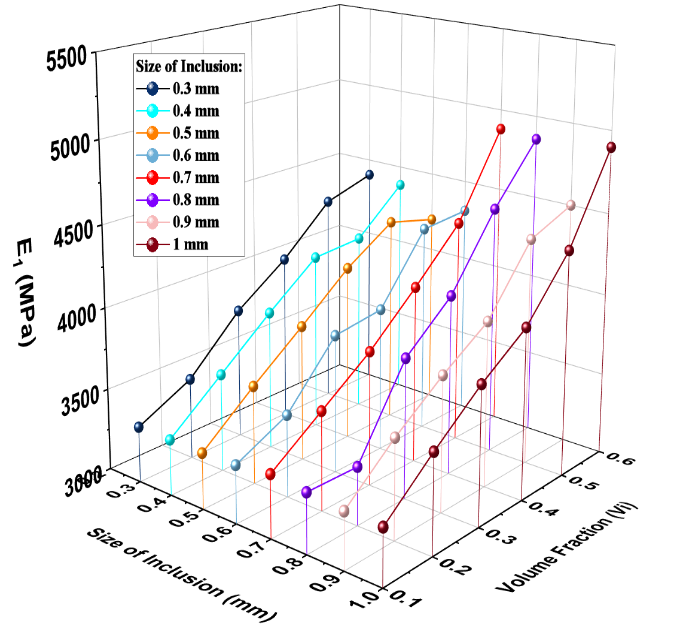 5500
5000
4500
4000
3500
3000
E1 (MPa)
Size of Inclusion:
0.3 mm
0.4 mm
0.5 mm
0.6 mm
0.7 mm
0.8 mm
0.9 mm
1 mm
0.3
0.4
0.5
0.6
0.7
0.8
0.9
1.0
Size of Inclusion (mm)
0.1
0.2
0.3
0.4
0.5
0.6
Volume Fraction (Vi)